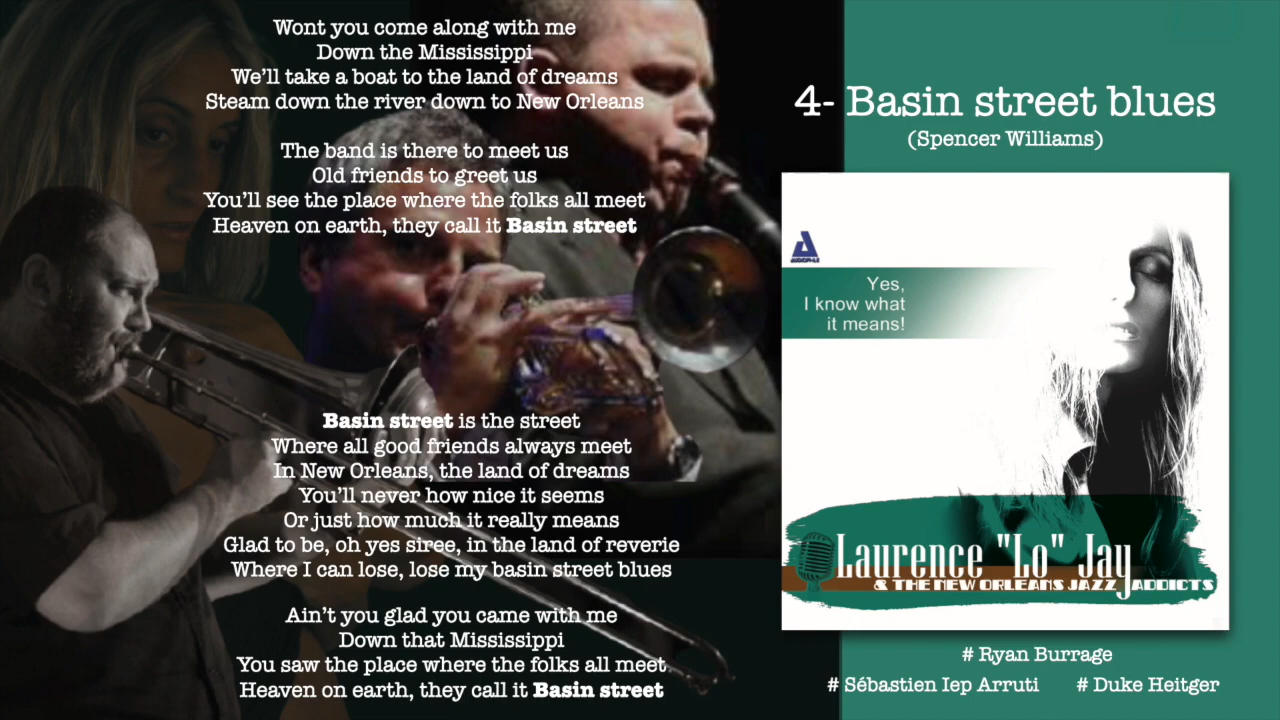 Wont you come along with me
Down the Mississippi
We'll take a boat to the land of dreams
Steam down the river down to New Orleans
The band is there to meet us
Old friends to greet us
You'll see the place where the folks all meet
Heaven on earth, they call it Basin street
Basin street is the street
Where all good friends always meet
In New Orleans, the land of dreams
You'll never how nice it seems
Or just how much it really means
Glad to be, oh yes siree, in the land of reverie
Where I can lose, lose my basin street blues
Ain't you glad you came with me
Down that Mississippi
You saw the place where the folks all meet
Heaven on earth, they call it Basin street
4- Basin street blues
(Spencer Williams)
AUDIOPHILE
Yes,
I know what
it means!
Laurence "Lo" Jay
& THE NEW ORLEANS JAZZ ADDICTS
# Ryan Burrage
# Sébastien Iep Arruti # Duke Heitger